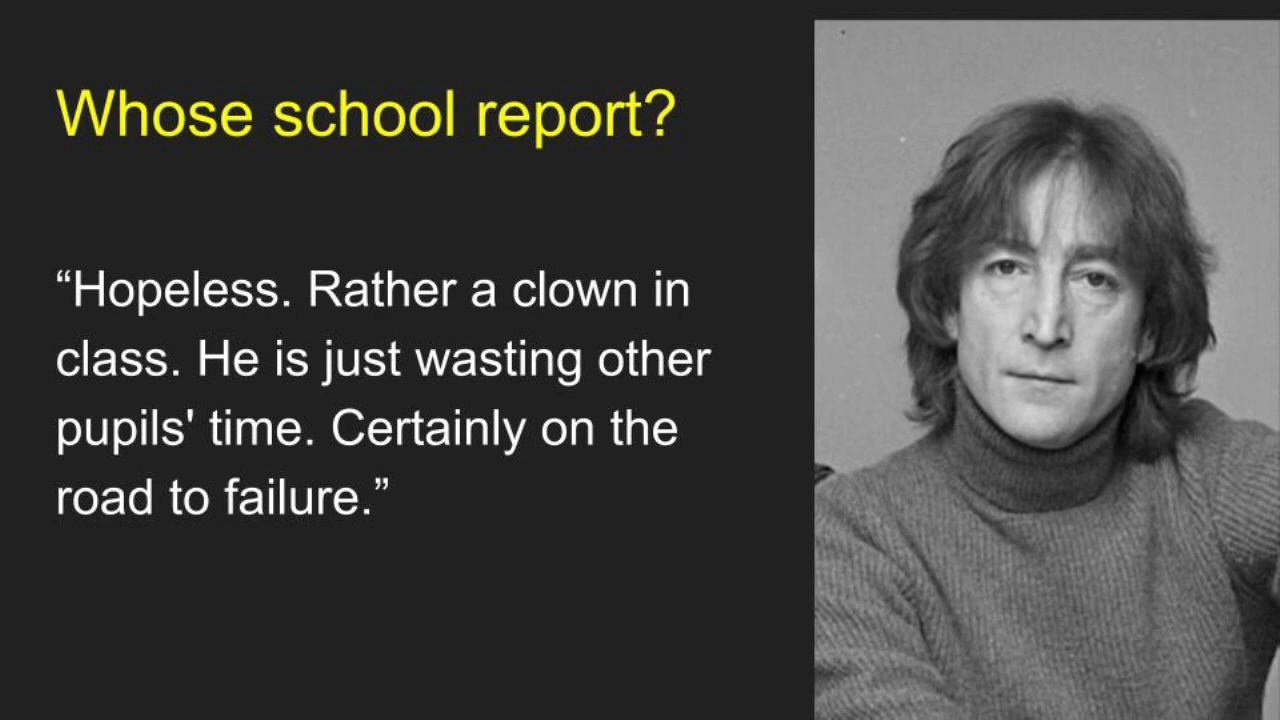 Whose school report?
“Hopeless. Rather a clown in
class. He is just wasting other
pupils' time. Certainly on the
road to failure.”